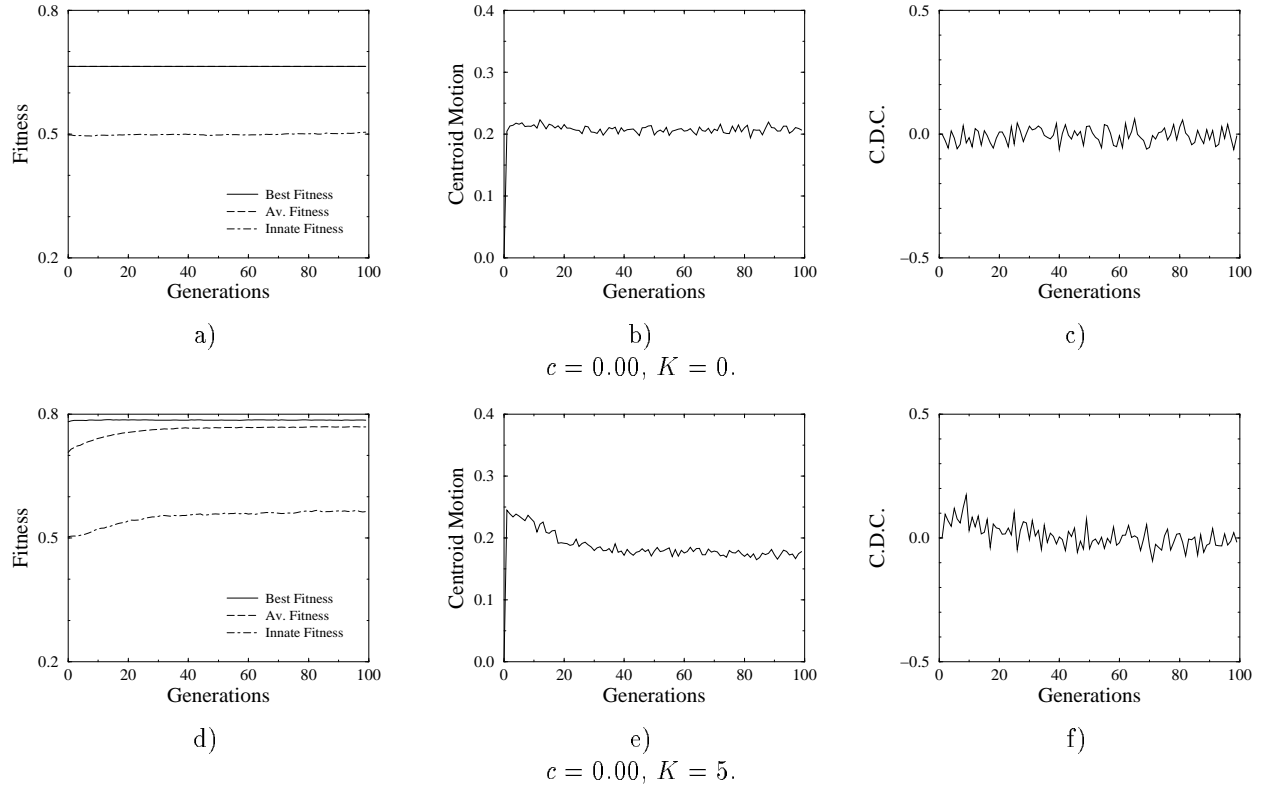 0.8
0.5
0.2
Fitness
Best Fitness
Av. Fitness
Innate Fitness
0 20 40 60 80 100
Generations
a)
0.4
0.3
0.2
0.1
0.0
Centroid Motion
0 20 40 60 80 100
Generations
b)
0.5
0.0
−0.5
C.D.C.
0 20 40 60 80 100
Generations
c)
c = 0.00, K = 0.
0.8
0.5
0.2
Fitness
Best Fitness
Av. Fitness
Innate Fitness
0 20 40 60 80 100
Generations
d)
0.4
0.3
0.2
0.1
0.0
Centroid Motion
0 20 40 60 80 100
Generations
e)
0.5
0.0
−0.5
C.D.C.
0 20 40 60 80 100
Generations
f)
c = 0.00, K = 5.